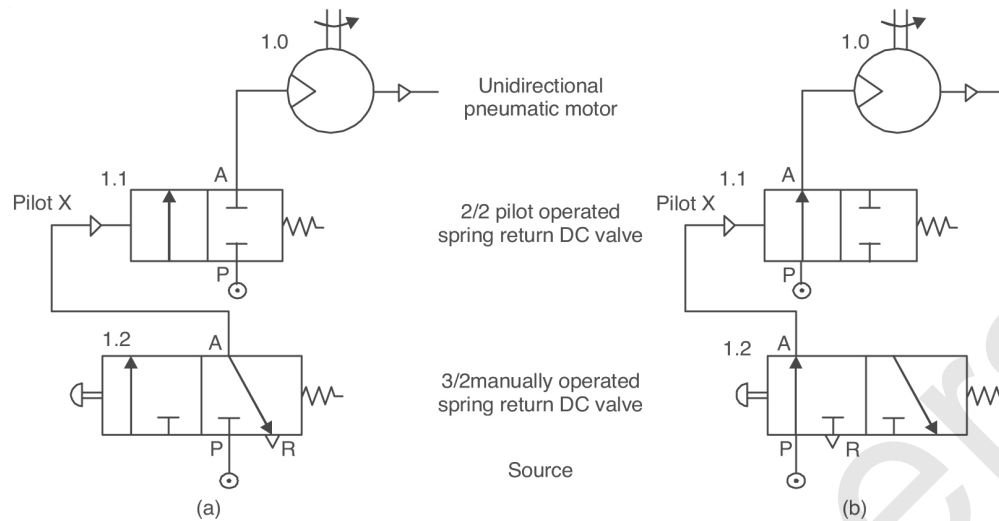 1.0
Unidirectional
pneumatic motor
1.0
1.1
A
Pilot X
P
2/2 pilot operated
spring return DC valve
1.1
A
Pilot X
P
1.2
A
P
R
3/2manually operated
spring return DC valve
1.2
A
P
R
Source
(a)
(b)